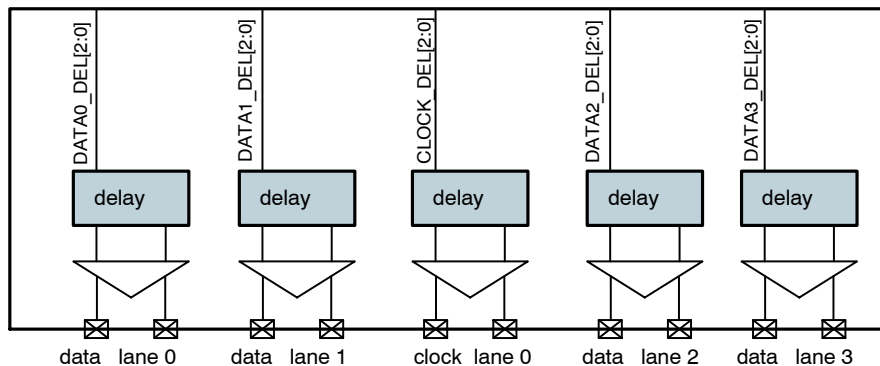 DATA0_DEL[2:0]
DATA1_DEL[2:0]
CLOCK_DEL[2:0]
DATA2_DEL[2:0]
DATA3_DEL[2:0]
delay
delay
delay
delay
delay
data lane 0
data lane 1
clock lane 0
data lane 2
data lane 3